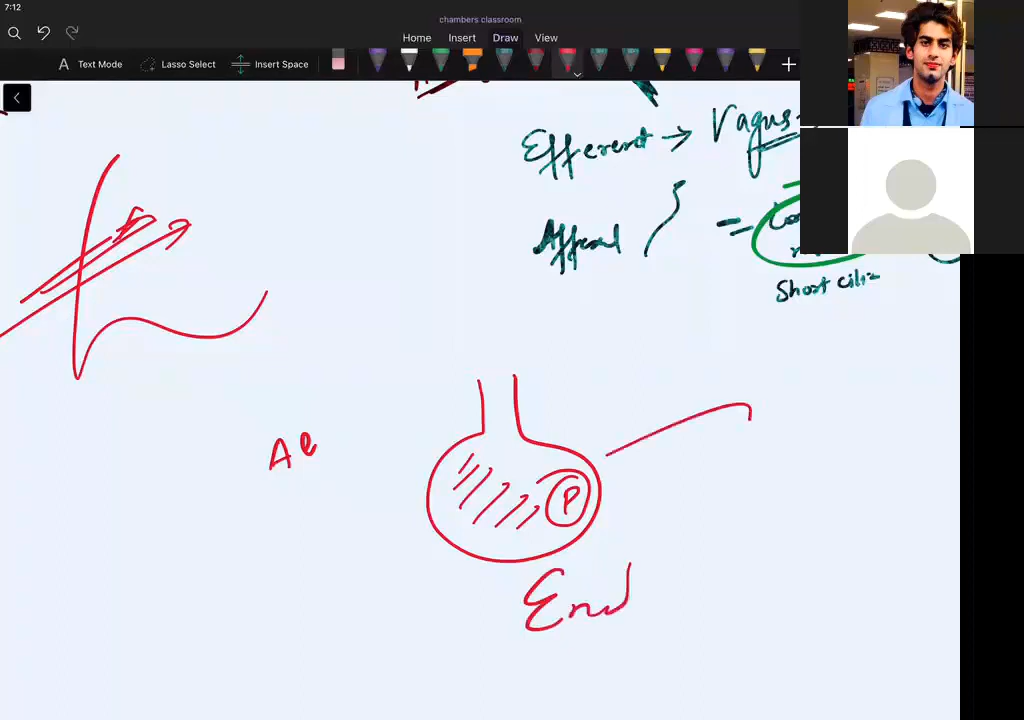 7:12
chambers classroom
Home Insert Draw View
A Text Mode Lasso Select Insert Space
Efferent → Vagus
=
Short cili
Ae
P
End